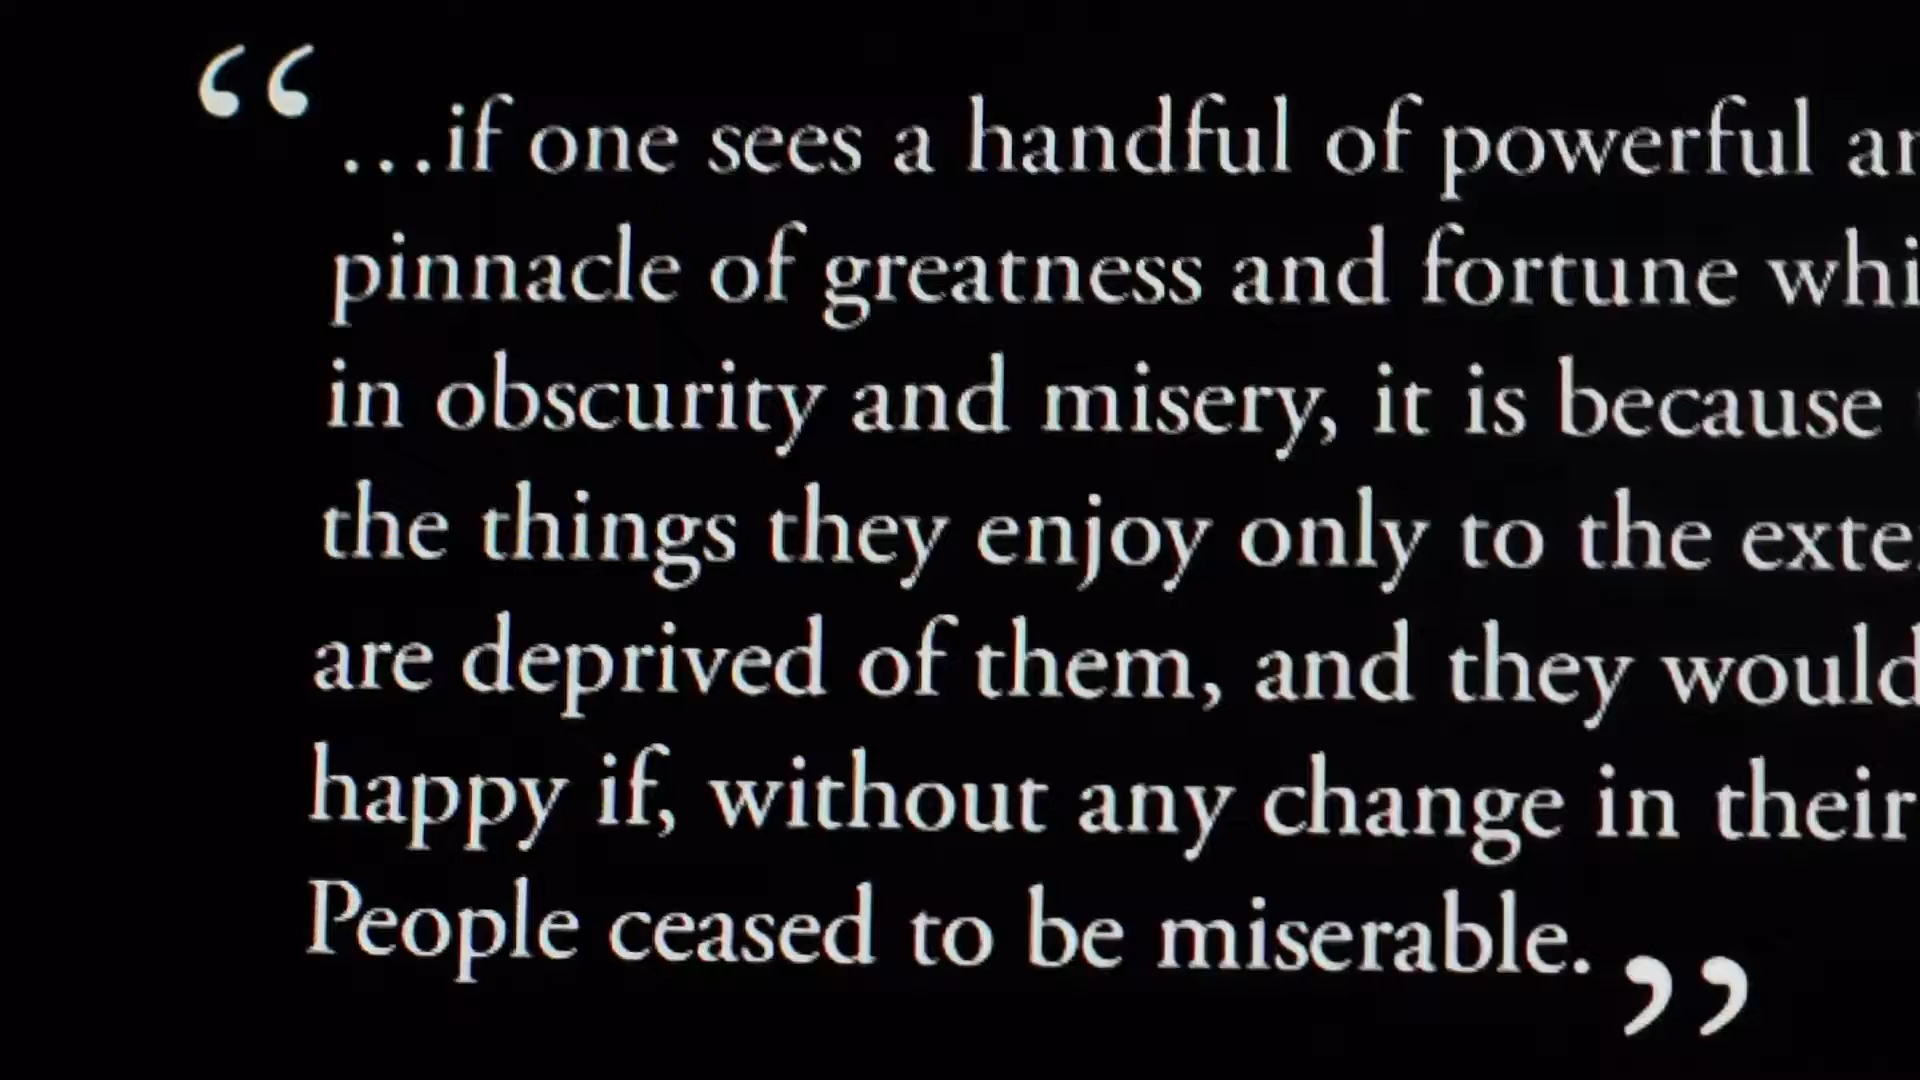 “…if one sees a handful of powerful
pinnacle of greatness and fortune
in obscurity and misery, it is because
the things they enjoy only to the
are deprived of them, and they would
happy if, without any change in their
People ceased to be miserable.”